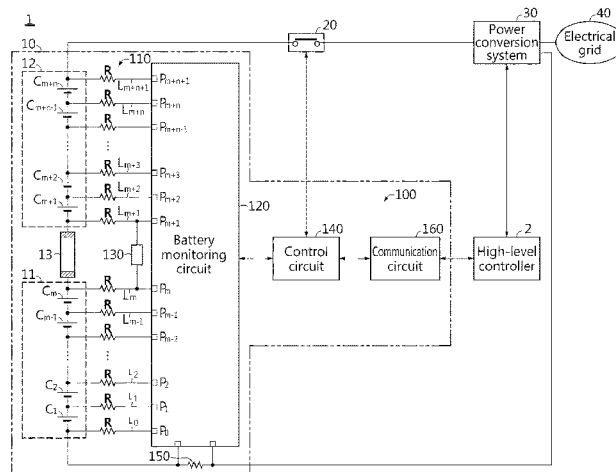 1
10
20
30
40
Power conversion system
Electrical grid
12
R
110
Cm+n
Pm+n+1
Lm+n+1
R
Cm+n-1
Pm+n
Lm+n
R
Pm+n-1
R
Lm+3
Pm+3
Cm+2
R
Lm+2
Pm+2
Cm+1
R
Lm+1
Pm+1
120
100
13
130
Battery monitoring circuit
140
Control circuit
160
Communication circuit
2
High-level controller
11
Cm
R
Lm
Pm
Cm-1
R
Lm-1
Pm-1
R
Pm-2
R
L2
P2
C2
R
L1
P1
C1
R
L0
P0
150